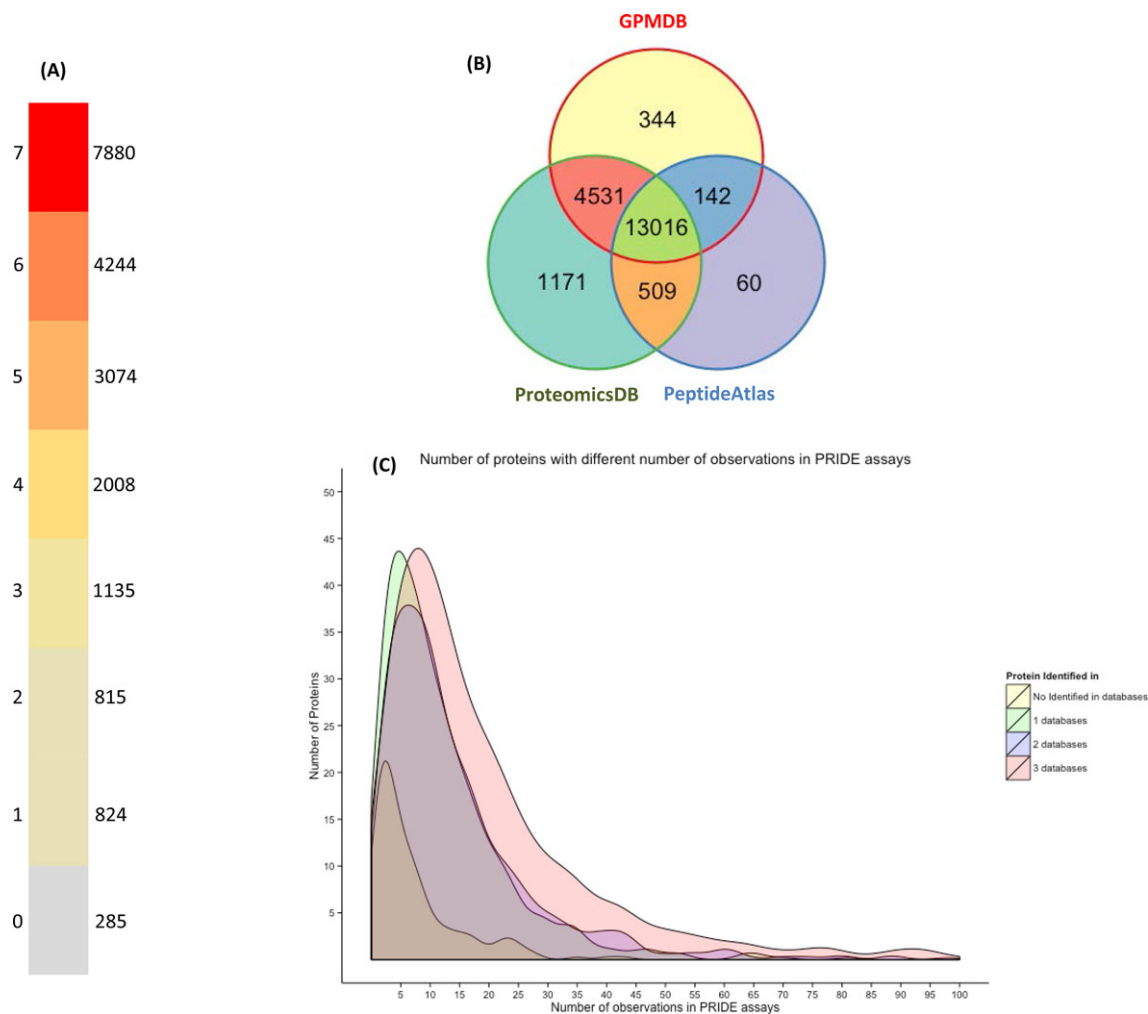 (A)
7 7880
6 4244
5 3074
4 2008
3 1135
2 815
1 824
0 285
GPMDB
(B)
344
4531
142
13016
1171
509
60
ProteomicsDB
PeptideAtlas
(C)
Number of proteins with different number of observations in PRIDE assays
Number of Proteins
50
45
40
35
30
25
20
15
10
5
5 10 15 20 25 30 35 40 45 50 55 60 65 70 75 80 85 90 95 100
Number of observations in PRIDE assays
Protein Identified in
No Identified in databases
1 databases
2 databases
3 databases